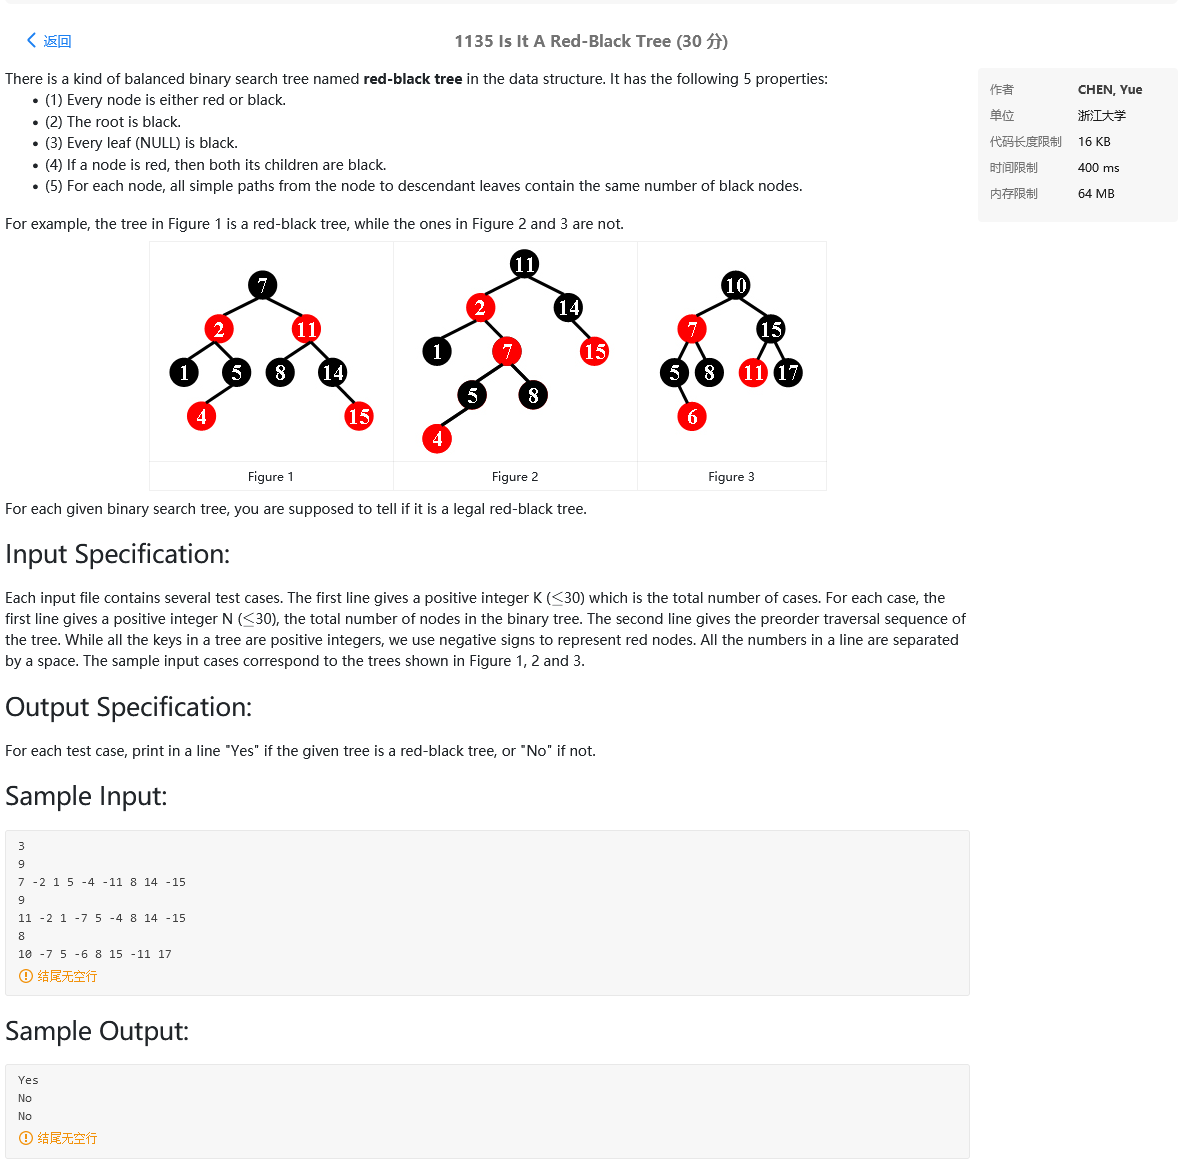 返回
1135 Is It A Red-Black Tree (30 分)
There is a kind of balanced binary search tree named red-black tree in the data structure. It has the following 5 properties:
• (1) Every node is either red or black.
• (2) The root is black.
• (3) Every leaf (NULL) is black.
• (4) If a node is red, then both its children are black.
• (5) For each node, all simple paths from the node to descendant leaves contain the same number of black nodes.
作者 CHEN, Yue
单位 浙江大学
代码长度限制 16 KB
时间限制 400 ms
内存限制 64 MB
For example, the tree in Figure 1 is a red-black tree, while the ones in Figure 2 and 3 are not.
7
2 11
1 5 8 14
4 15
Figure 1
11
2 14
1 7 15
5 8
4
Figure 2
10
7 15
5 8 11 17
6
Figure 3
For each given binary search tree, you are supposed to tell if it is a legal red-black tree.
Input Specification:
Each input file contains several test cases. The first line gives a positive integer K (≤30) which is the total number of cases. For each case, the
first line gives a positive integer N (≤30), the total number of nodes in the binary tree. The second line gives the preorder traversal sequence of
the tree. While all the keys in a tree are positive integers, we use negative signs to represent red nodes. All the numbers in a line are separated
by a space. The sample input cases correspond to the trees shown in Figure 1, 2 and 3.
Output Specification:
For each test case, print in a line "Yes" if the given tree is a red-black tree, or "No" if not.
Sample Input:
3
9
7 -2 1 5 -4 -11 8 14 -15
9
11 -2 1 -7 5 -4 8 14 -15
8
10 -7 5 -6 8 15 -11 17
结尾无空行
Sample Output:
Yes
No
No
结尾无空行